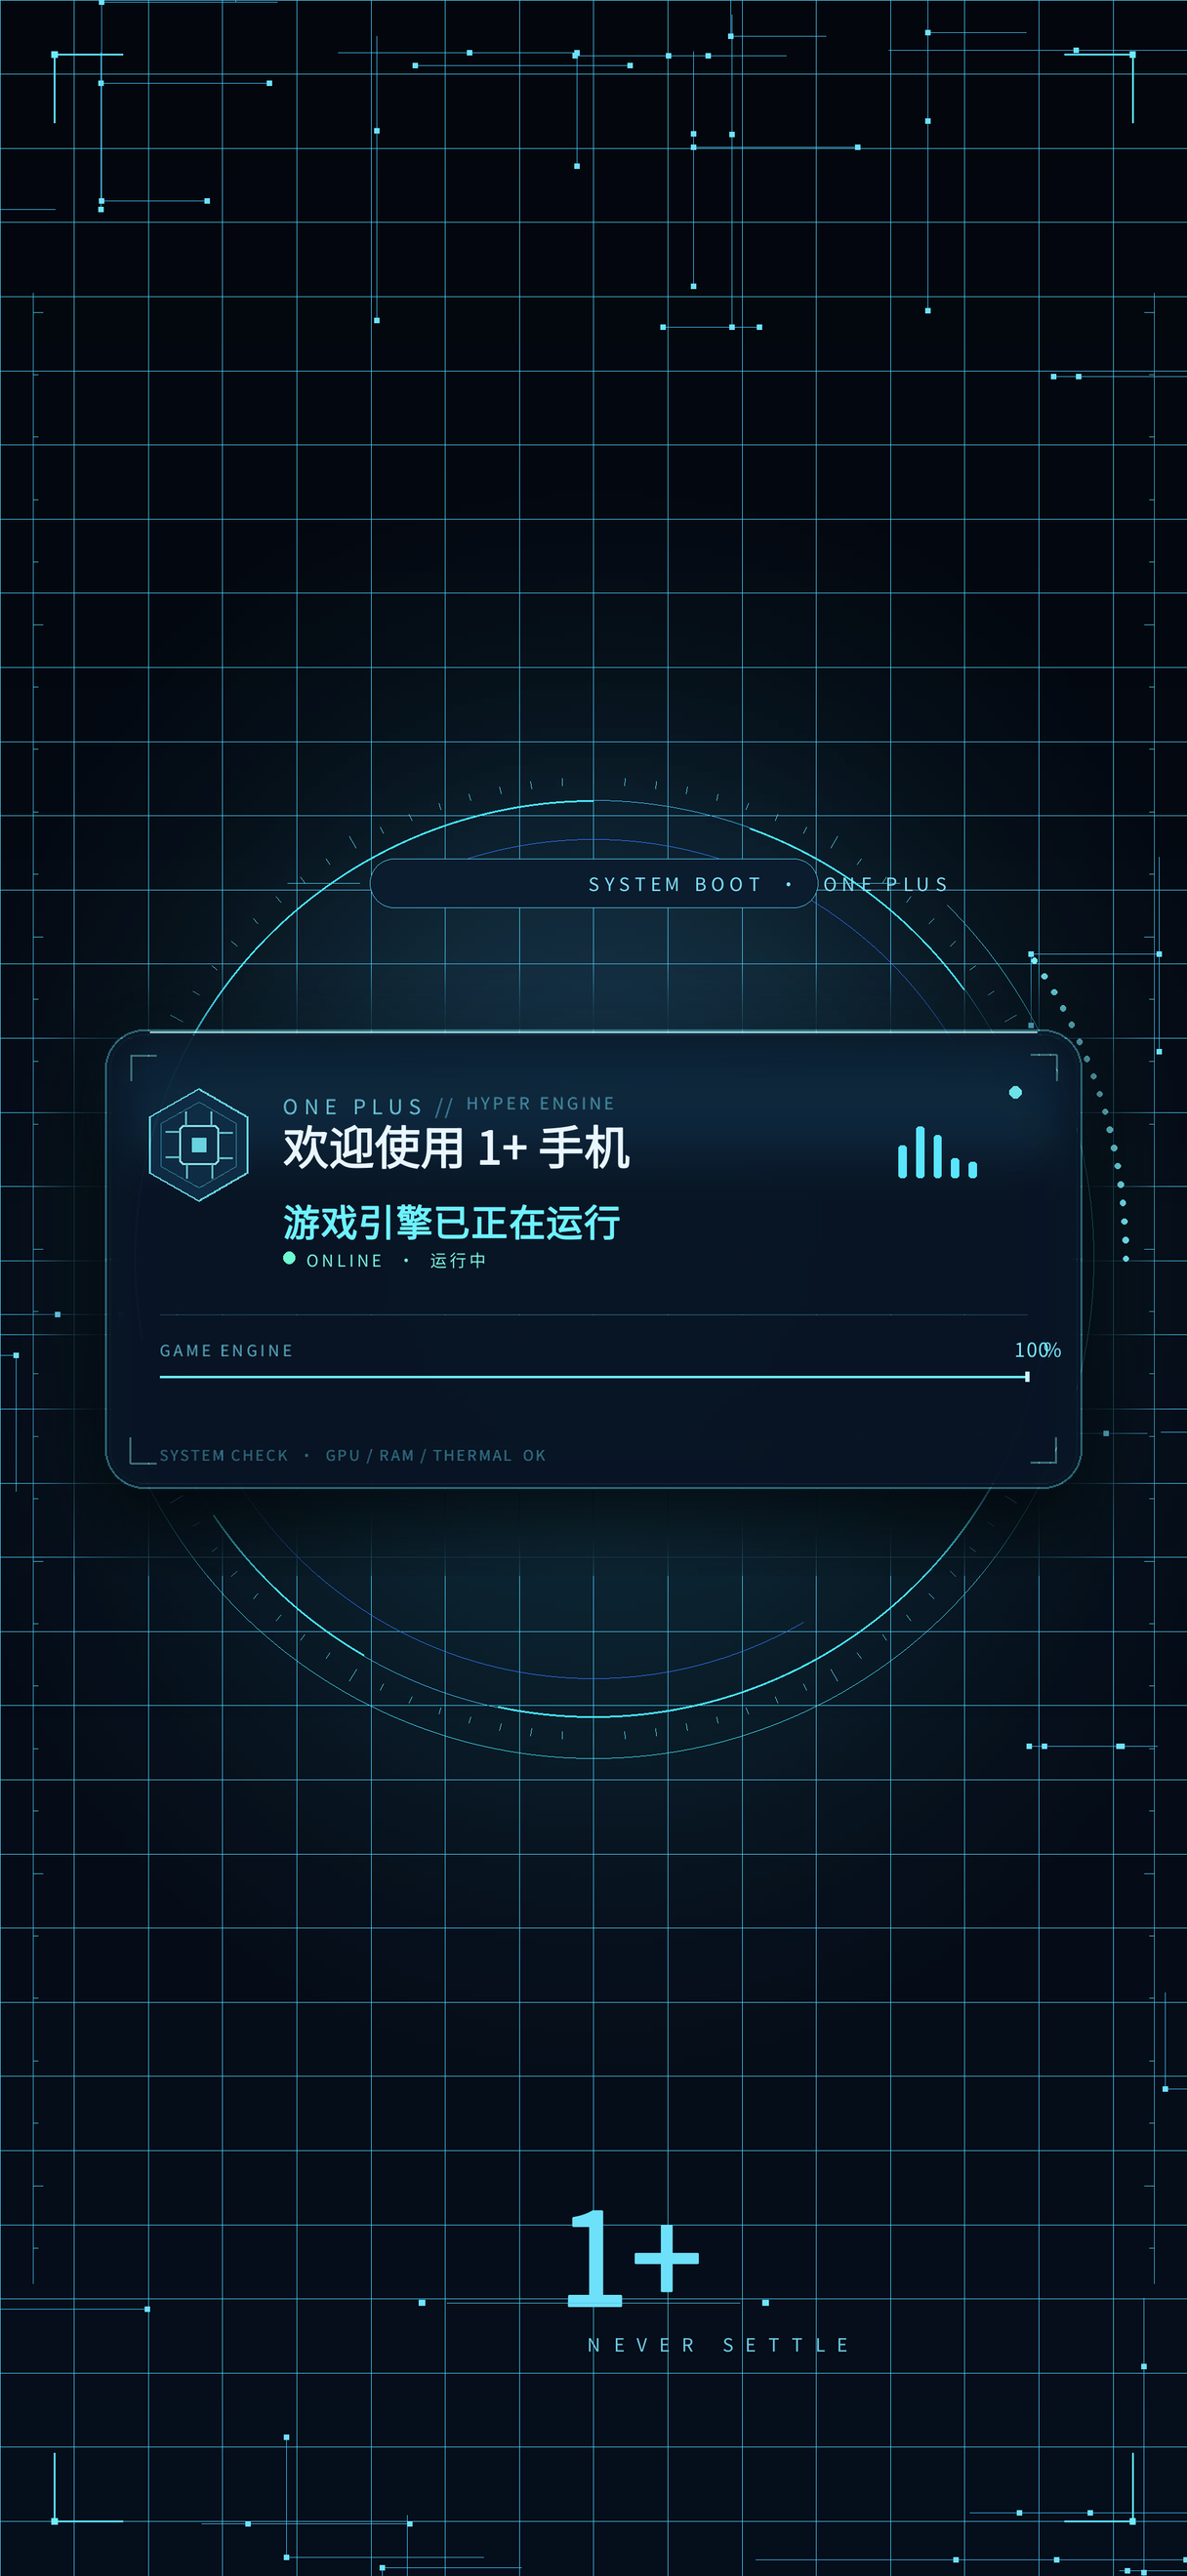 SYSTEM BOOT • ONE PLUS
ONE PLUS // HYPER ENGINE
欢迎使用 1+ 手机
游戏引擎已正在运行
ONLINE • 运行中
GAME ENGINE 100%
SYSTEM CHECK • GPU / RAM / THERMAL OK
1+
NEVER SETTLE